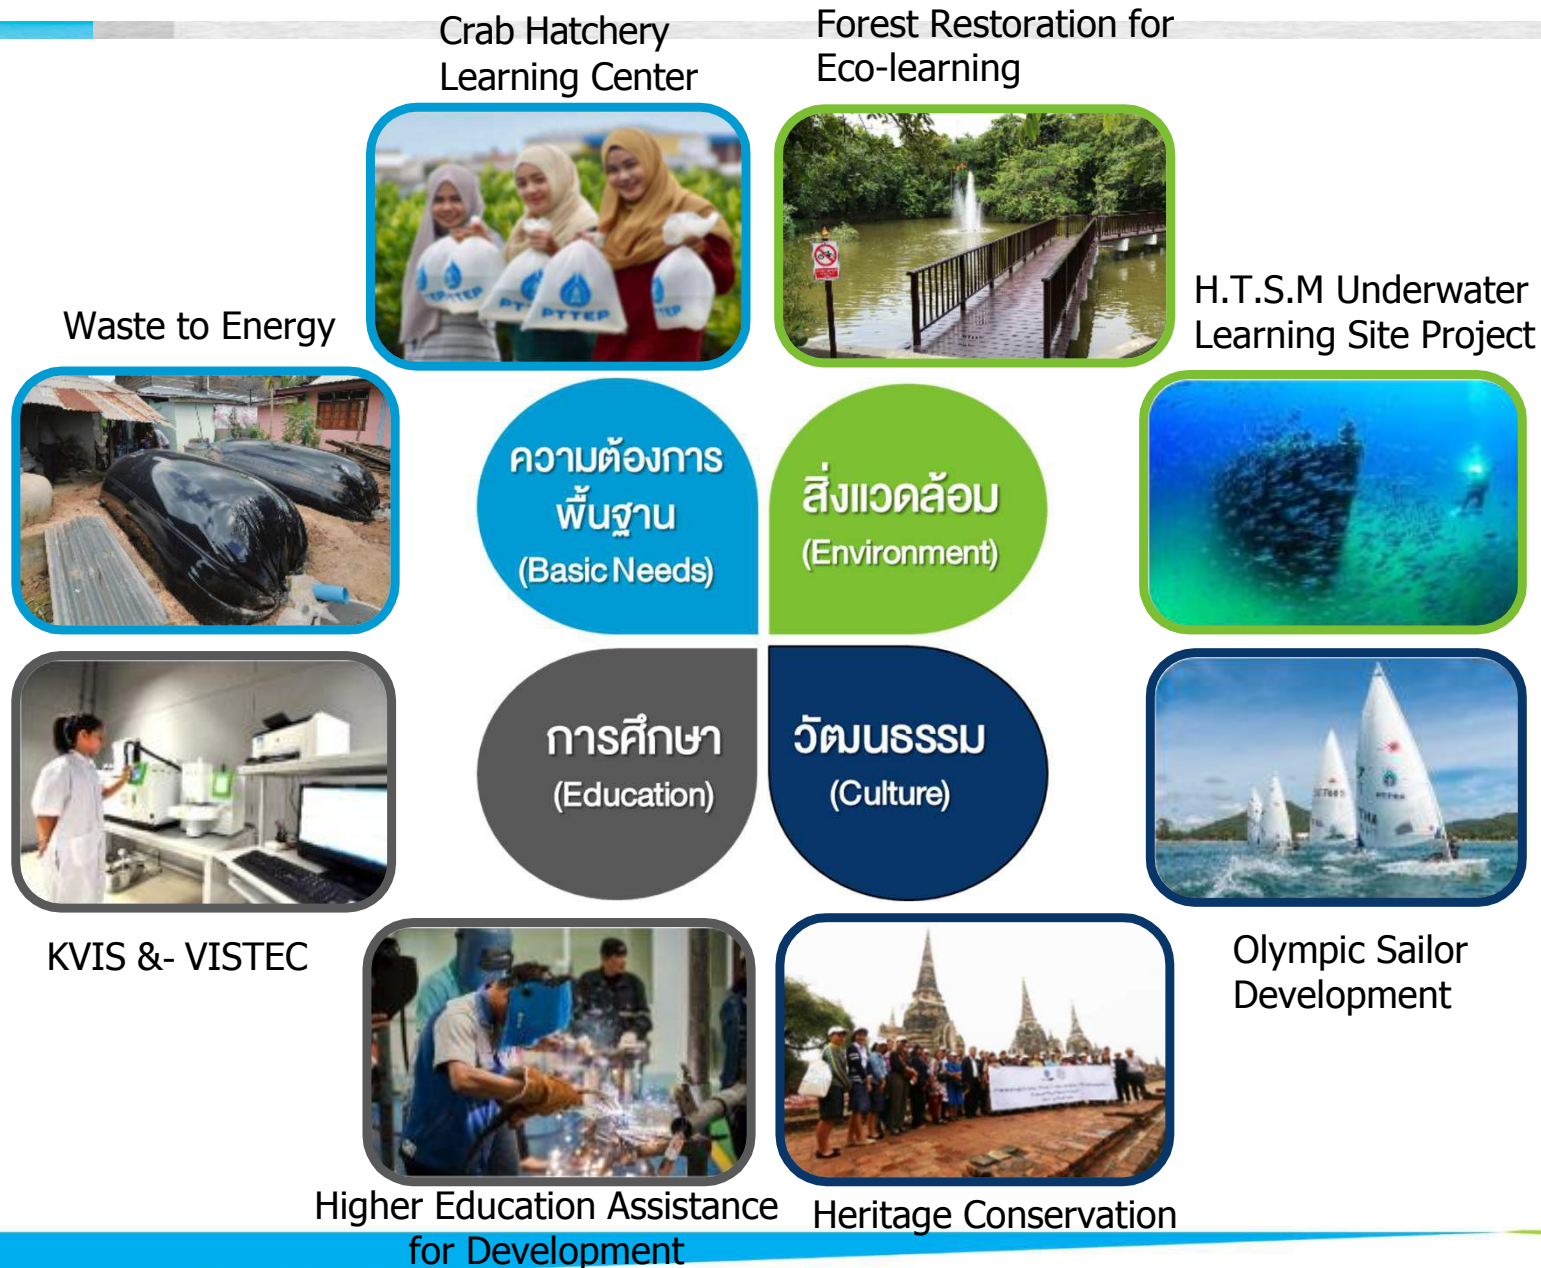 Crab Hatchery
Learning Center
Forest Restoration for
Eco-learning
PTTEP
PTTEP
PTTEP
H.T.S.M Underwater
Learning Site Project
Waste to Energy
ความต้องการ
พื้นฐาน
(Basic Needs)
สิ่งแวดล้อม
(Environment)
การศึกษา
(Education)
วัฒนธรรม
(Culture)
KVIS &- VISTEC
Olympic Sailor
Development
Higher Education Assistance
for Development
Heritage Conservation